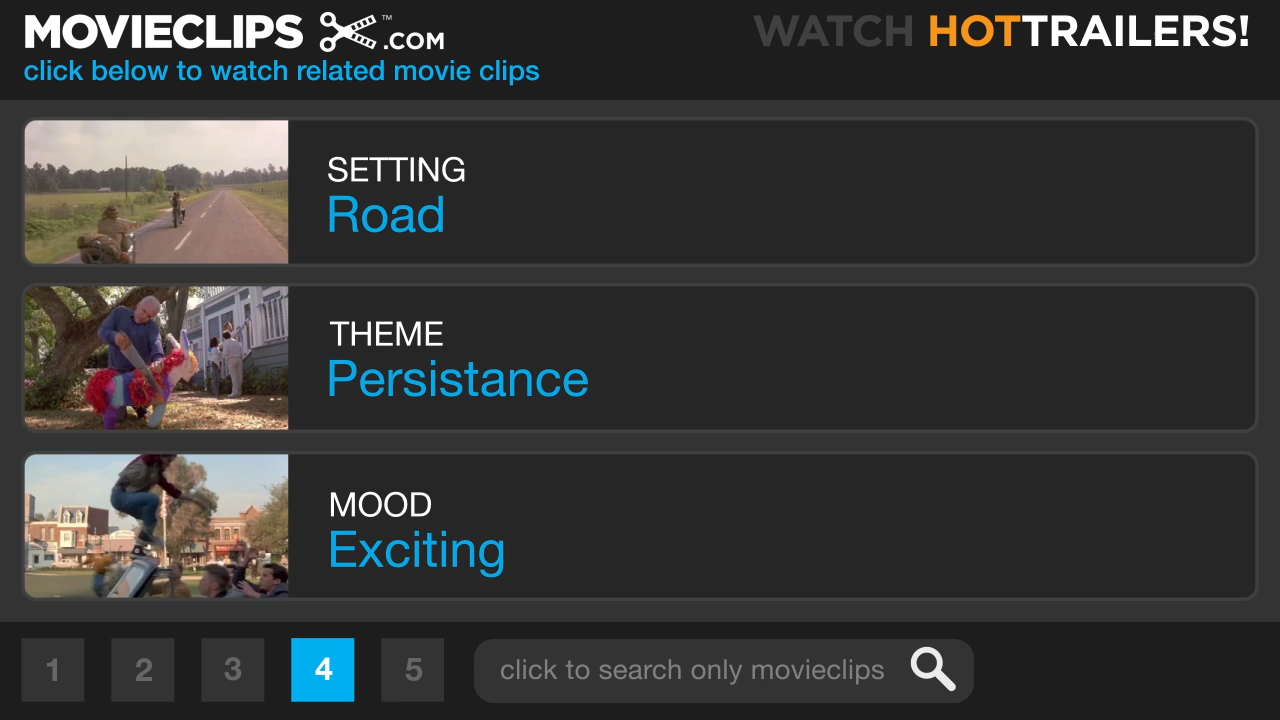 MOVIECLIPS ™ .COM
WATCH HOTTRAILERS!
click below to watch related movie clips
SETTING
Road
THEME
Persistance
MOOD
Exciting
1 2 3 4 5
click to search only movieclips